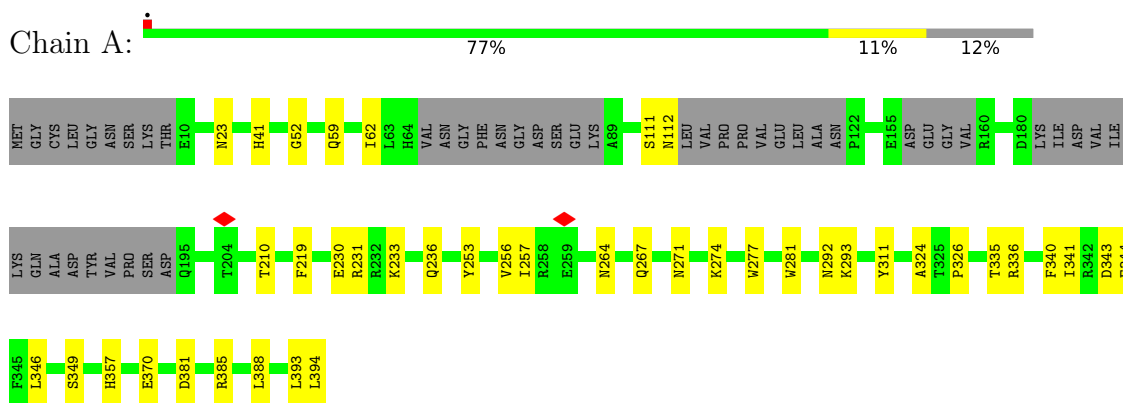 Chain A:
77% 11% 12%
MET GLY CYS LEU GLY ASN SER LYS THR E10 N23 H41 G52 Q59 I62 L63 H64 VAL ASN GLY PHE ASN GLY ASP SER GLU LYS A89 S111 N112 LEU VAL PRO PRO VAL GLU LEU ALA ASN P122 E155 ASP GLU GLY VAL R160 D180 LYS ILE ASP VAL ILE
LYS GLN ALA ASP TYR VAL PRO SER ASP Q195 T204 T210 F219 E230 R231 R232 K233 Q236 Y253 V256 I257 R258 E259 N264 Q267 N271 K274 W277 W281 N292 K293 Y311 A324 T325 P326 T335 R336 F340 I341 R342 D343
F345 L346 S349 H357 E370 D381 R385 L388 L393 L394